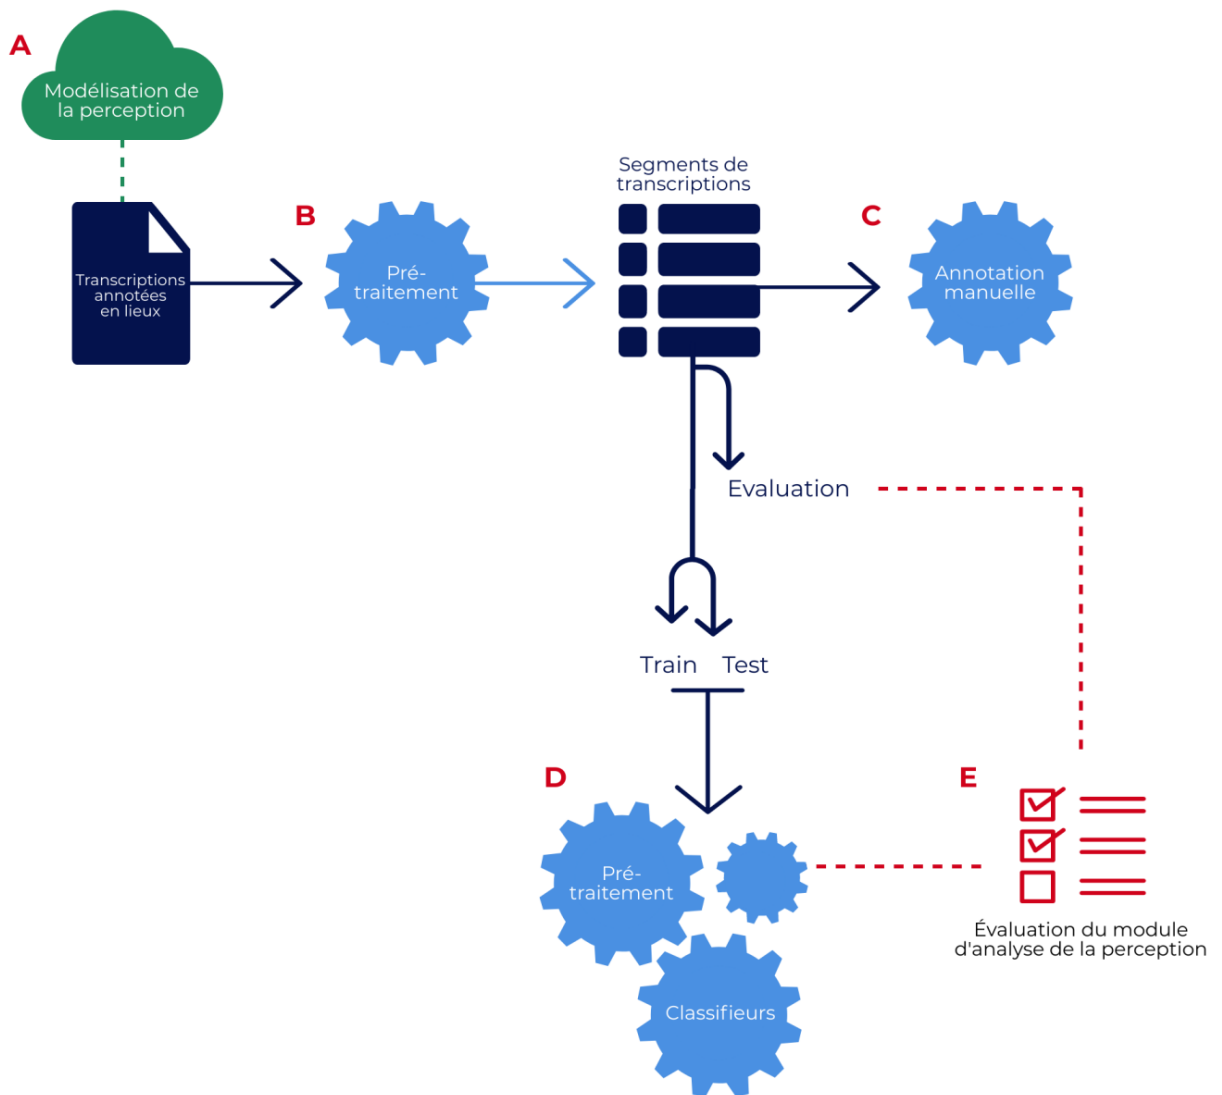 A
Modélisation de
la perception
Transcriptions
annotées
en lieux
B
Pré-
traitement
Segments de
transcriptions
C
Annotation
manuelle
Evaluation
Train Test
D
Pré-
traitement
Classifieurs
E
Évaluation du module
d'analyse de la perception